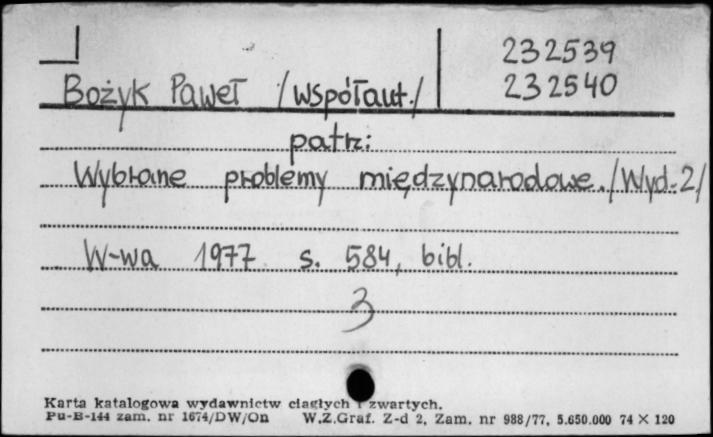 232539
232540
Bożyk Paweł /współaut./
patrz:
Wybrane problemy międzynarodowe. /Wyd. 2/
W-wa 1977 s. 584, bibl.
3
Karta katalogowa wydawnictw ciągłych i zwartych.
Pu-B-144 zam. nr 1674/DW/On W.Z.Graf. Z-d 2, Zam. nr 988/77, 5.650.000 74 × 120